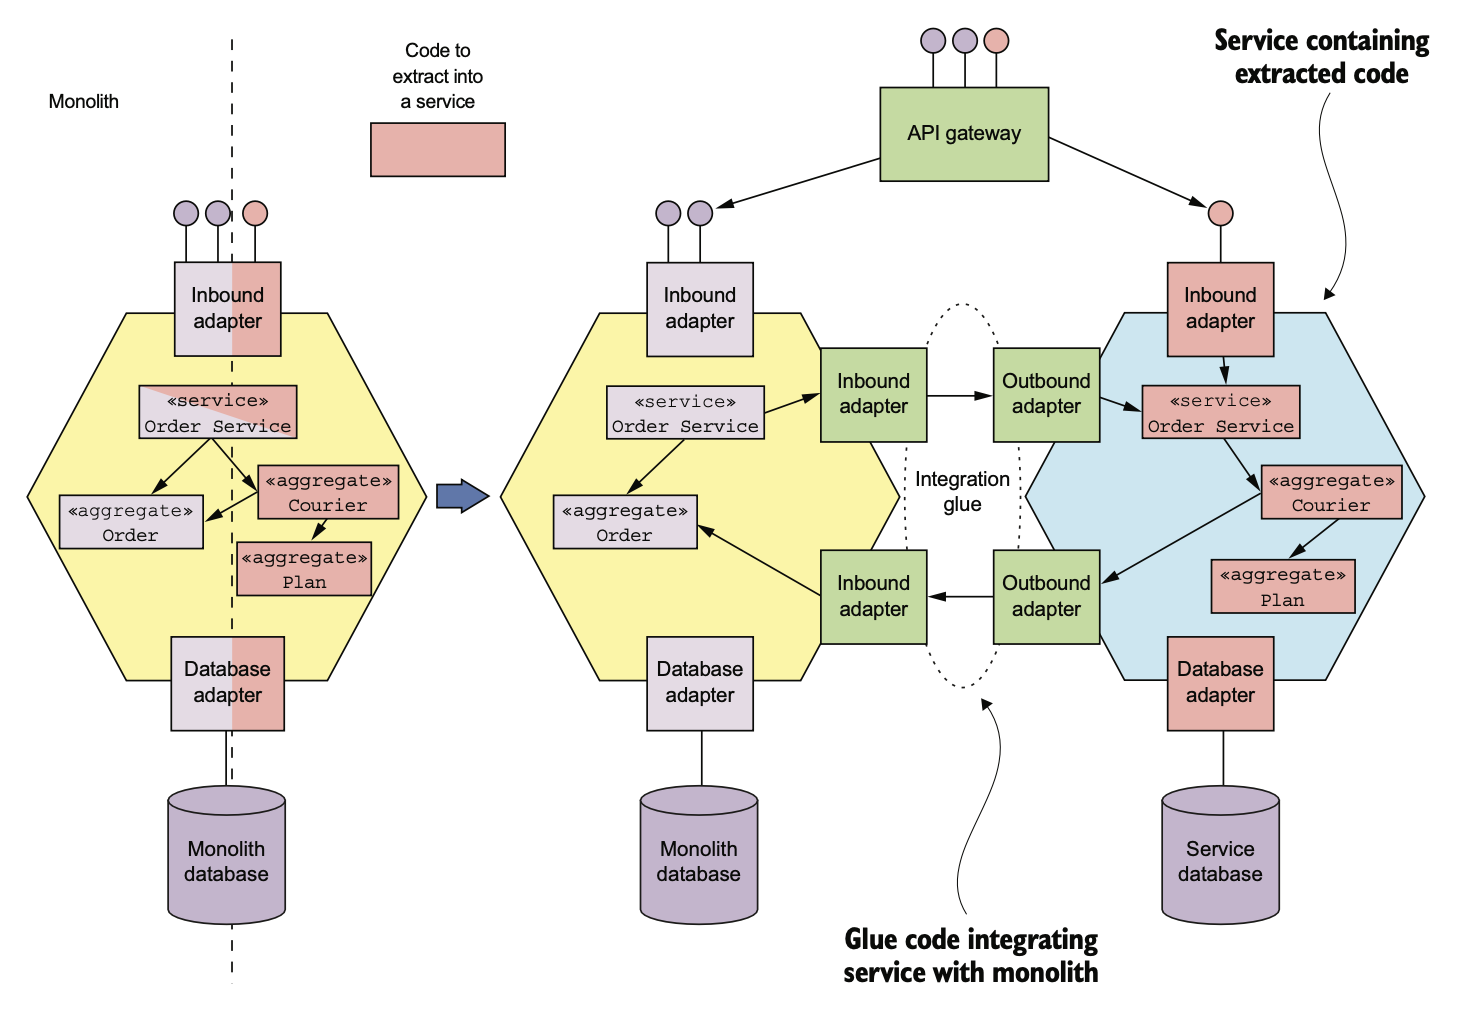 Monolith
Code to
extract into
a service
Inbound
adapter
«service»
Order Service
«aggregate»
Order
«aggregate»
Courier
«aggregate»
Plan
Database
adapter
Monolith
database
API gateway
Service containing
extracted code
Inbound
adapter
«service»
Order Service
«aggregate»
Order
Inbound
adapter
Outbound
adapter
Integration
glue
Inbound
adapter
Outbound
adapter
Database
adapter
Monolith
database
Inbound
adapter
«service»
Order Service
«aggregate»
Courier
«aggregate»
Plan
Database
adapter
Service
database
Glue code integrating
service with monolith